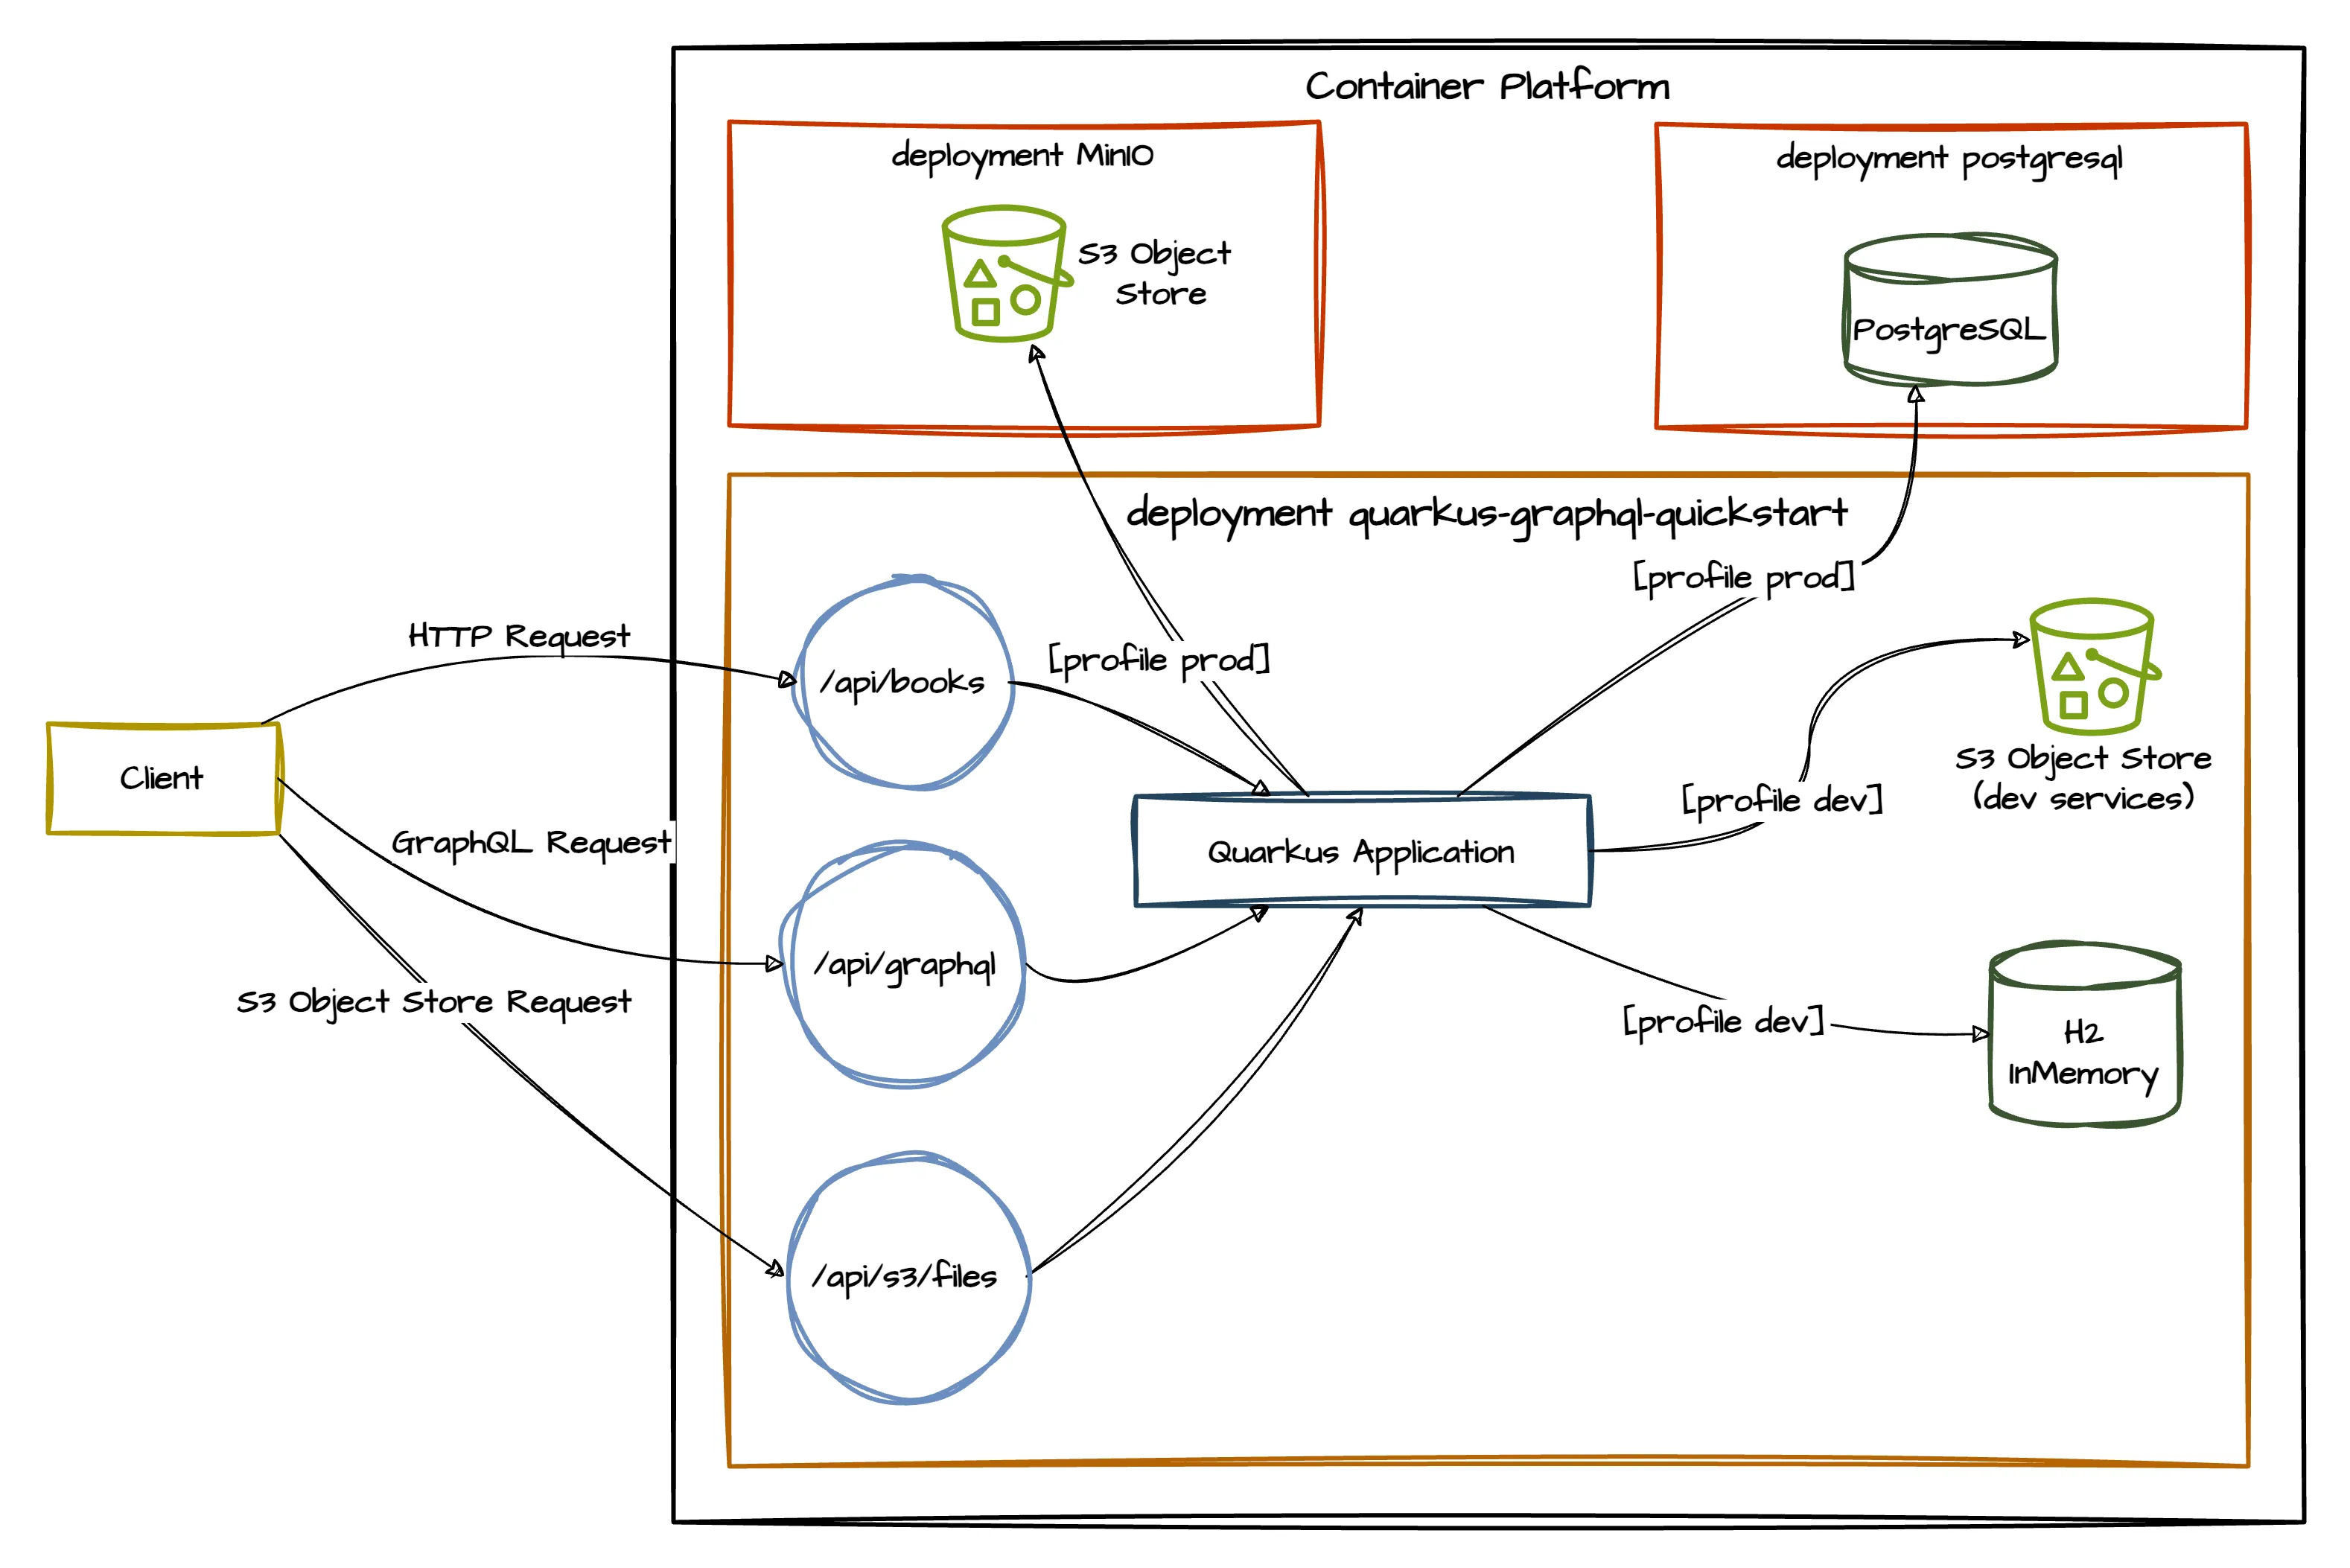 Container Platform
deployment MinIO
S3 Object
Store
deployment postgresql
PostgreSQL
deployment quarkus-graphql-quickstart
[profile prod]
HTTP Request
/api/books
[profile prod]
Client
S3 Object Store
(dev services)
[profile dev]
GraphQL Request
Quarkus Application
/api/graphql
S3 Object Store Request
[profile dev]
H2
InMemory
/api/s3/files